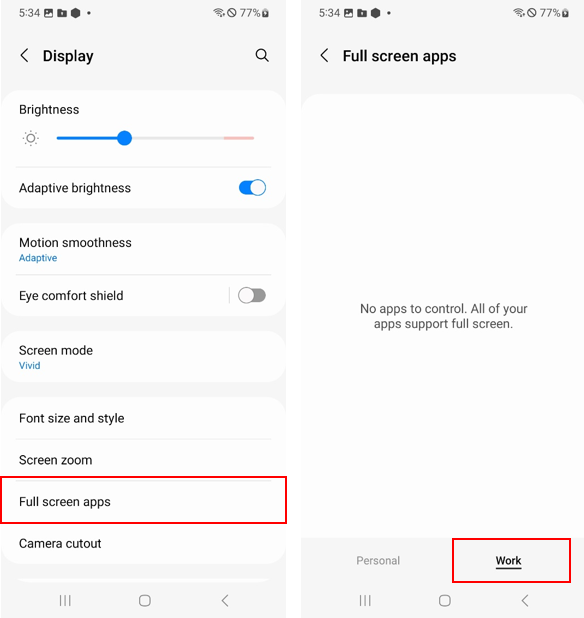 5:34
77%
Display
Brightness
Adaptive brightness
Motion smoothness
Adaptive
Eye comfort shield
Screen mode
Vivid
Font size and style
Screen zoom
Full screen apps
Camera cutout
5:34
77%
Full screen apps
No apps to control. All of your
apps support full screen.
Personal
Work